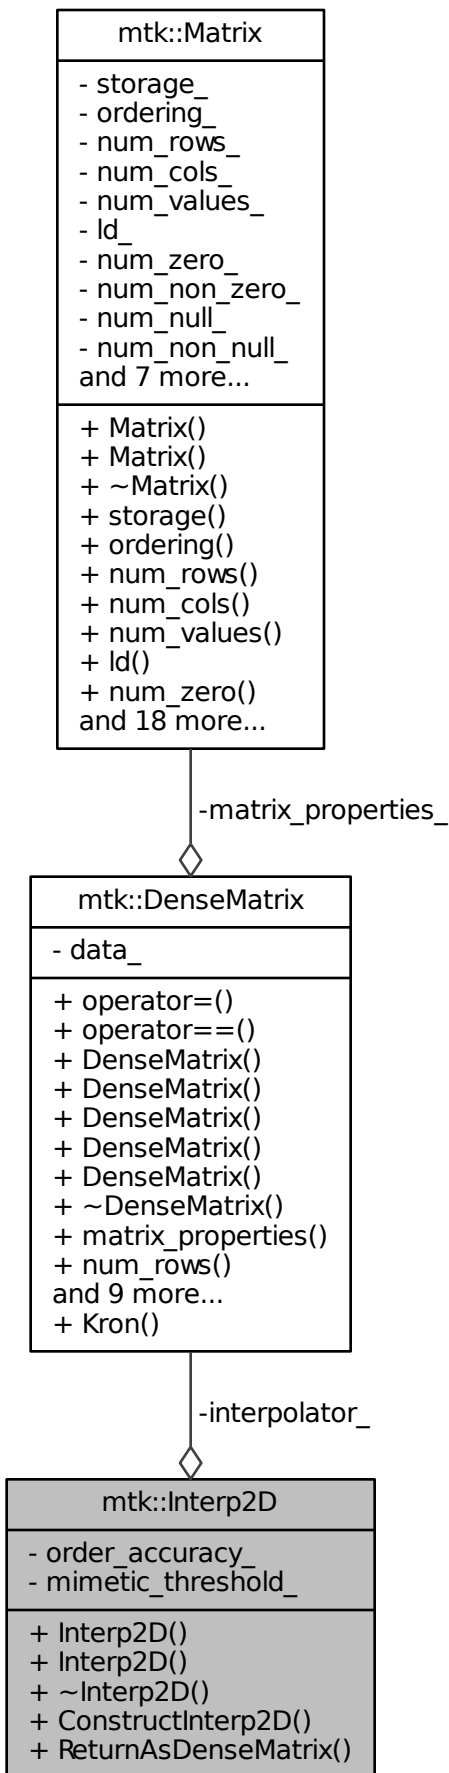 mtk::Matrix
- storage_
- ordering_
- num_rows_
- num_cols_
- num_values_
- ld_
- num_zero_
- num_non_zero_
- num_null_
- num_non_null_
and 7 more...
+ Matrix()
+ Matrix()
+ ~Matrix()
+ storage()
+ ordering()
+ num_rows()
+ num_cols()
+ num_values()
+ ld()
+ num_zero()
and 18 more...
-matrix_properties_
mtk::DenseMatrix
- data_
+ operator=()
+ operator==()
+ DenseMatrix()
+ DenseMatrix()
+ DenseMatrix()
+ DenseMatrix()
+ DenseMatrix()
+ ~DenseMatrix()
+ matrix_properties()
+ num_rows()
and 9 more...
+ Kron()
-interpolator_
mtk::Interp2D
- order_accuracy_
- mimetic_threshold_
+ Interp2D()
+ Interp2D()
+ ~Interp2D()
+ ConstructInterp2D()
+ ReturnAsDenseMatrix()